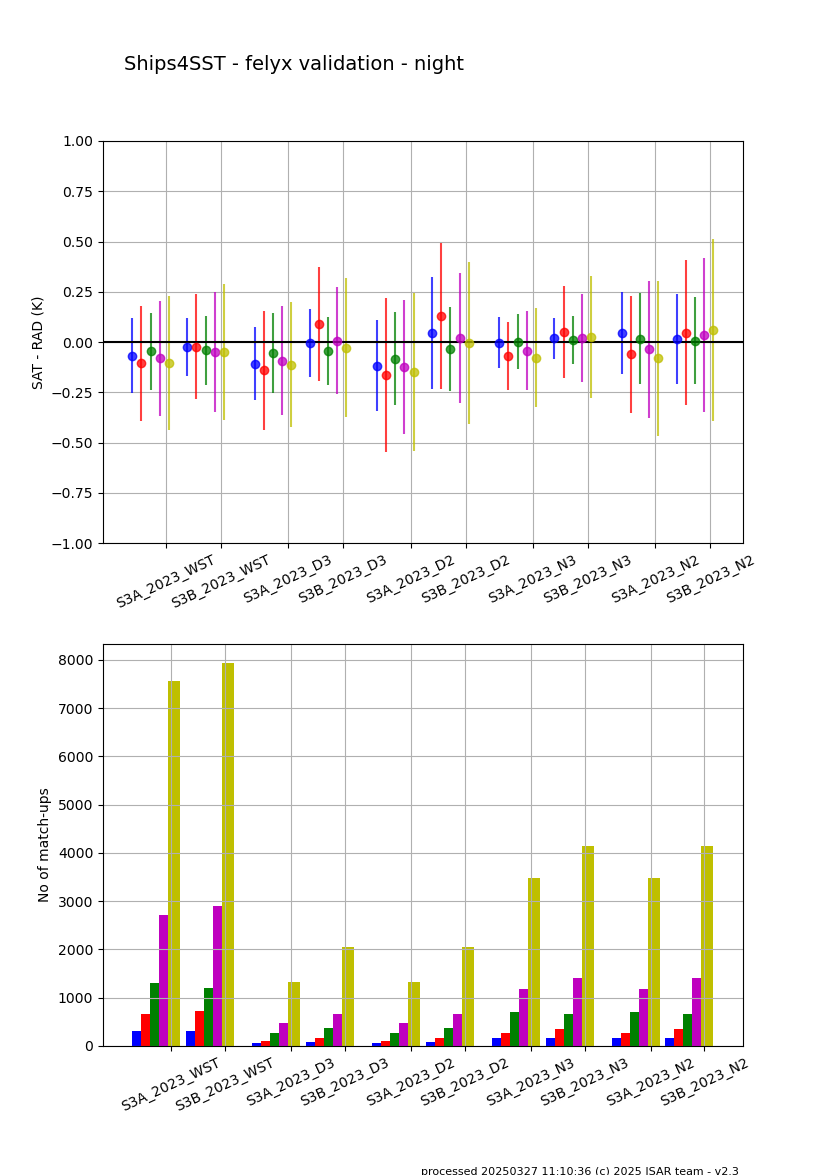 Ships4SST - felyx validation - night
1.00
0.75
0.50
0.25
0.00
−0.25
−0.50
−0.75
−1.00
SAT - RAD (K)
S3A_2023_WST
S3B_2023_WST
S3A_2023_D3
S3B_2023_D3
S3A_2023_D2
S3B_2023_D2
S3A_2023_N3
S3B_2023_N3
S3A_2023_N2
S3B_2023_N2
8000
7000
6000
5000
4000
3000
2000
1000
0
No of match-ups
S3A_2023_WST
S3B_2023_WST
S3A_2023_D3
S3B_2023_D3
S3A_2023_D2
S3B_2023_D2
S3A_2023_N3
S3B_2023_N3
S3A_2023_N2
S3B_2023_N2
processed 20250327 11:10:36 (c) 2025 ISAR team - v2.3